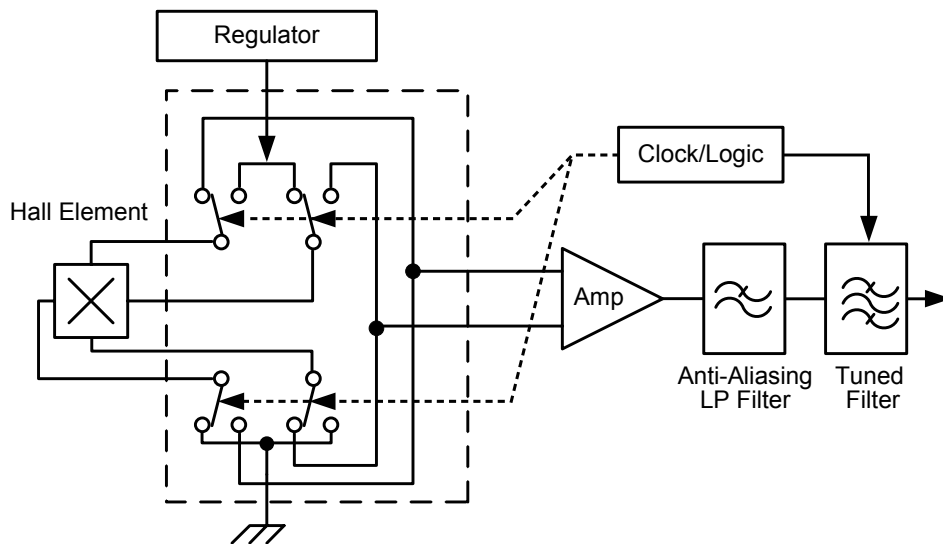 Regulator
Clock/Logic
Hall Element
Amp
Anti-Aliasing
LP Filter
Tuned
Filter